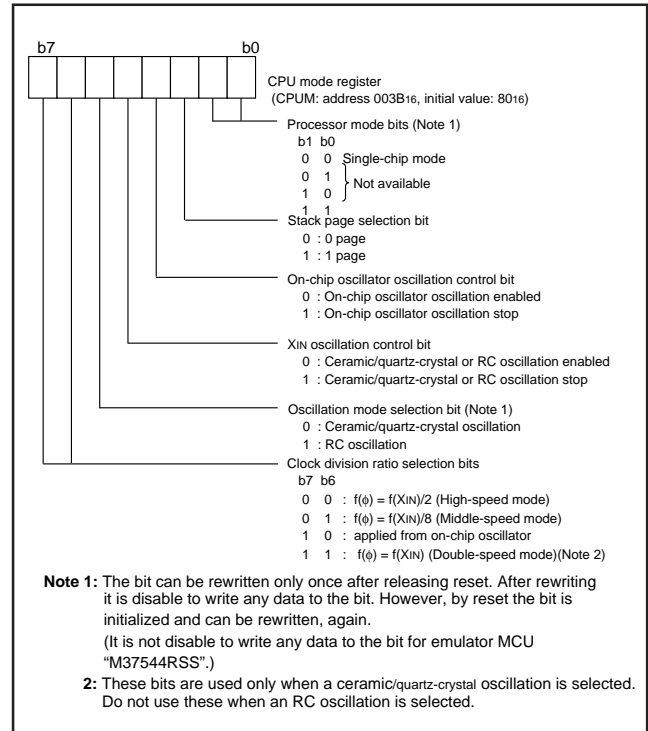 b7 b0
CPU mode register
(CPUM: address 003B16, initial value: 8016)
Processor mode bits (Note 1)
b1 b0
0 0 Single-chip mode
0 1
Not available
1 0
1 1
Stack page selection bit
0 : 0 page
1 : 1 page
On-chip oscillator oscillation control bit
0 : On-chip oscillator oscillation enabled
1 : On-chip oscillator oscillation stop
XIN oscillation control bit
0 : Ceramic/quartz-crystal or RC oscillation enabled
1 : Ceramic/quartz-crystal or RC oscillation stop
Oscillation mode selection bit (Note 1)
0 : Ceramic/quartz-crystal oscillation
1 : RC oscillation
Clock division ratio selection bits
b7 b6
0 0 : f(φ) = f(XIN)/2 (High-speed mode)
0 1 : f(φ) = f(XIN)/8 (Middle-speed mode)
1 0 : applied from on-chip oscillator
1 1 : f(φ) = f(XIN) (Double-speed mode)(Note 2)
Note 1: The bit can be rewritten only once after releasing reset. After rewriting
it is disable to write any data to the bit. However, by reset the bit is
initialized and can be rewritten, again.
(It is not disable to write any data to the bit for emulator MCU
“M37544RSS”.)
2: These bits are used only when a ceramic/quartz-crystal oscillation is selected.
Do not use these when an RC oscillation is selected.